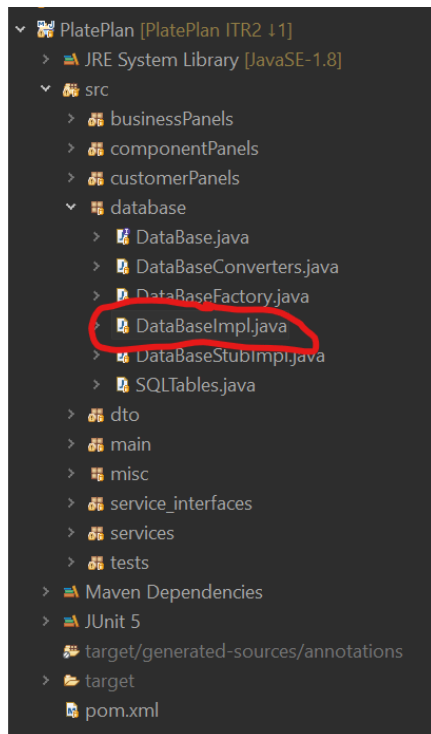 PlatePlan [PlatePlan ITR2 ↓1]
JRE System Library [JavaSE-1.8]
src
businessPanels
componentPanels
customerPanels
database
DataBase.java
DataBaseConverters.java
DataBaseFactory.java
DataBaseImpl.java
DataBaseStubImpl.java
SQLTables.java
dto
main
misc
service_interfaces
services
tests
Maven Dependencies
JUnit 5
target/generated-sources/annotations
target
pom.xml